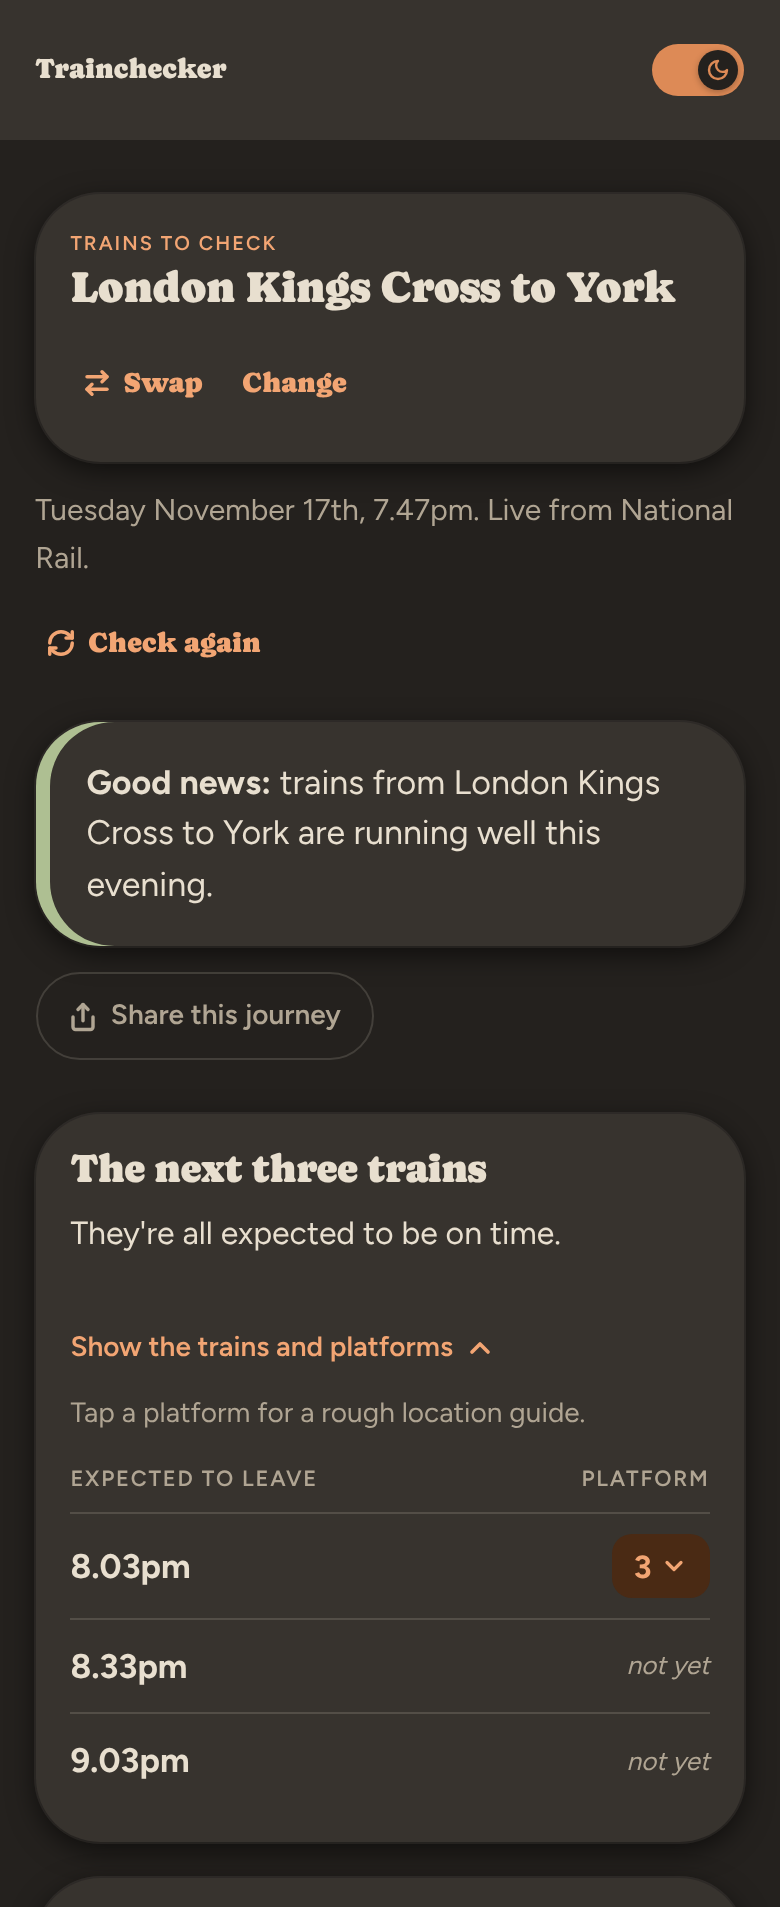 Trainchecker
TRAINS TO CHECK
London Kings Cross to York
Swap Change
Tuesday November 17th, 7.47pm. Live from National
Rail.
Check again
Good news: trains from London Kings
Cross to York are running well this
evening.
Share this journey
The next three trains
They're all expected to be on time.
Show the trains and platforms
Tap a platform for a rough location guide.
EXPECTED TO LEAVE PLATFORM
8.03pm 3
8.33pm not yet
9.03pm not yet